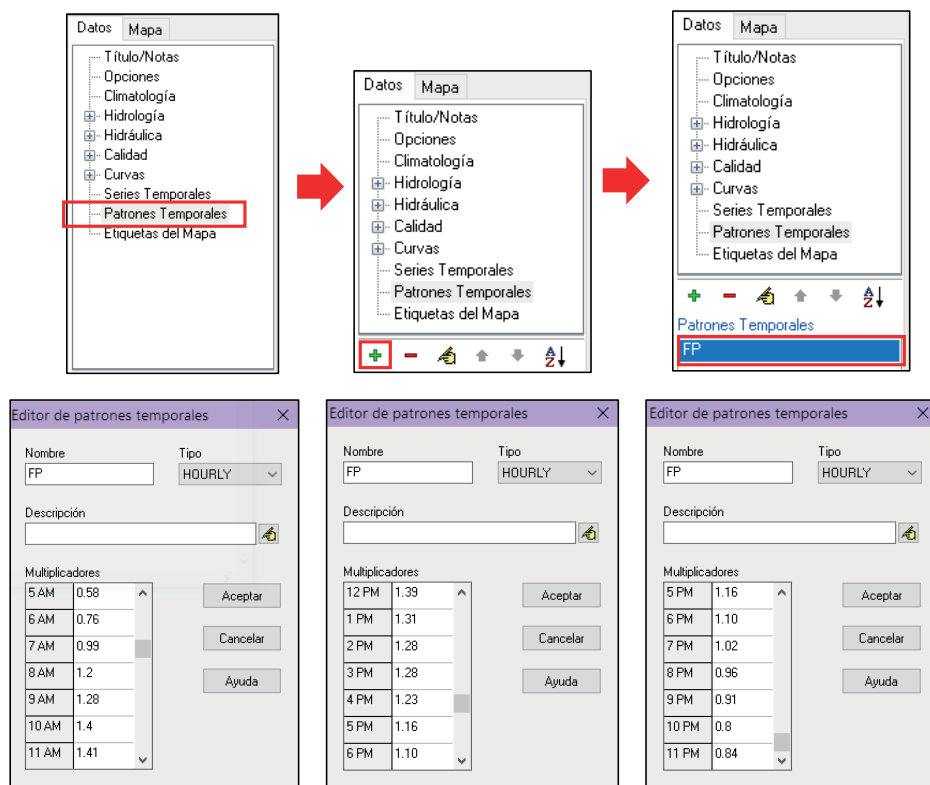 Datos Mapa
Título/Notas
Opciones
Climatología
Hidrología
Hidráulica
Calidad
Curvas
Series Temporales
Patrones Temporales
Etiquetas del Mapa
Datos Mapa
Título/Notas
Opciones
Climatología
Hidrología
Hidráulica
Calidad
Curvas
Series Temporales
Patrones Temporales
Etiquetas del Mapa
Datos Mapa
Título/Notas
Opciones
Climatología
Hidrología
Hidráulica
Calidad
Curvas
Series Temporales
Patrones Temporales
Etiquetas del Mapa
Patrones Temporales
FP
Editor de patrones temporales
Nombre Tipo
FP HOURLY
Descripción
Multiplicadores
5 AM 0.58
6 AM 0.76
7 AM 0.99
8 AM 1.2
9 AM 1.28
10 AM 1.4
11 AM 1.41
Aceptar
Cancelar
Ayuda
Editor de patrones temporales
Nombre Tipo
FP HOURLY
Descripción
Multiplicadores
12 PM 1.39
1 PM 1.31
2 PM 1.28
3 PM 1.28
4 PM 1.23
5 PM 1.16
6 PM 1.10
Aceptar
Cancelar
Ayuda
Editor de patrones temporales
Nombre Tipo
FP HOURLY
Descripción
Multiplicadores
5 PM 1.16
6 PM 1.10
7 PM 1.02
8 PM 0.96
9 PM 0.91
10 PM 0.8
11 PM 0.84
Aceptar
Cancelar
Ayuda